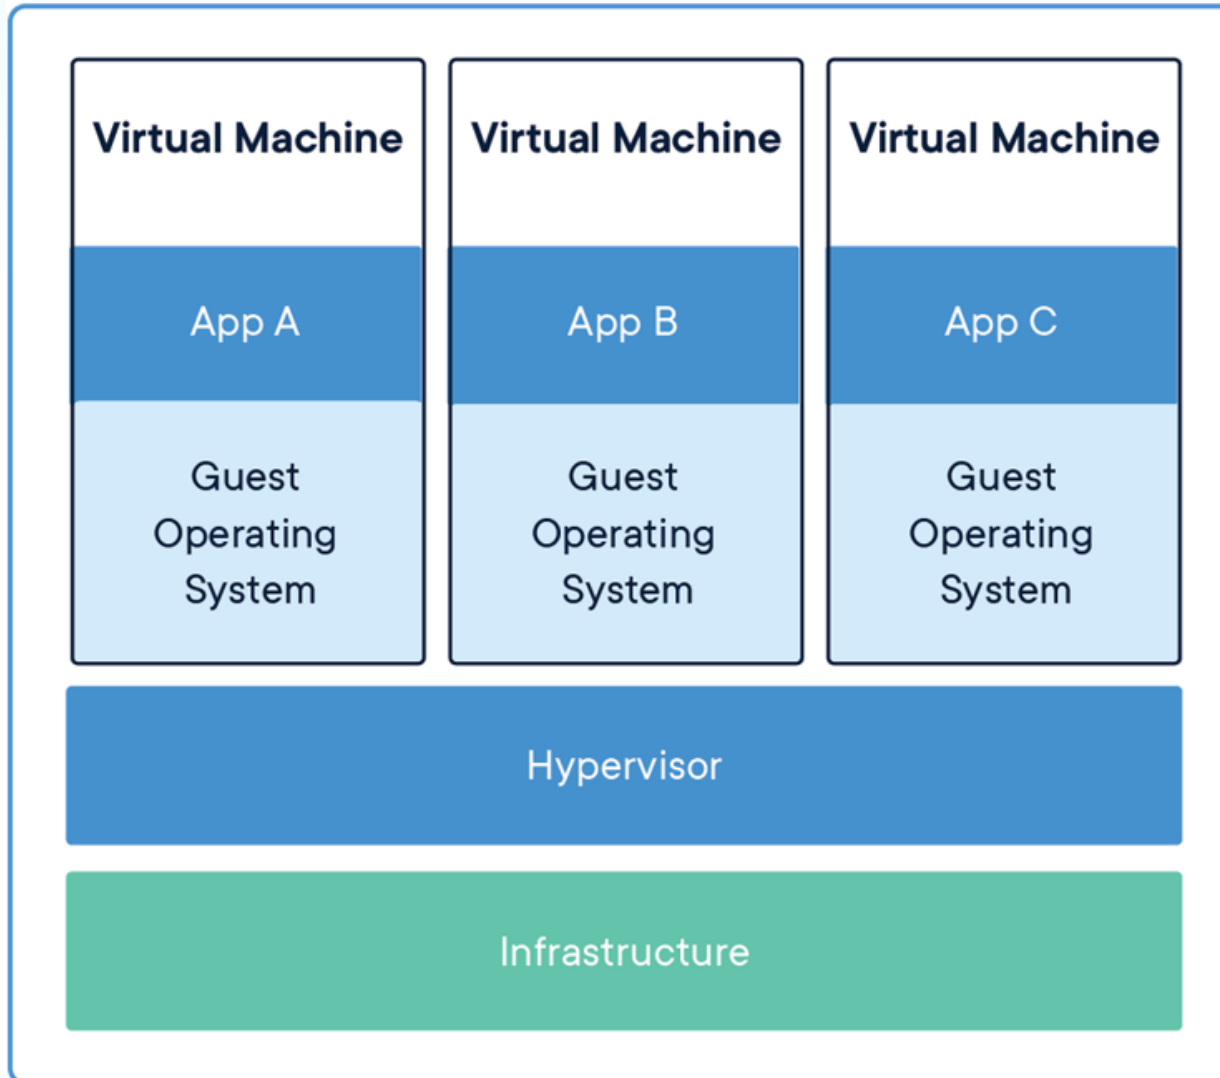 Virtual Machine
Virtual Machine
Virtual Machine
App A
App B
App C
Guest
Operating
System
Guest
Operating
System
Guest
Operating
System
Hypervisor
Infrastructure